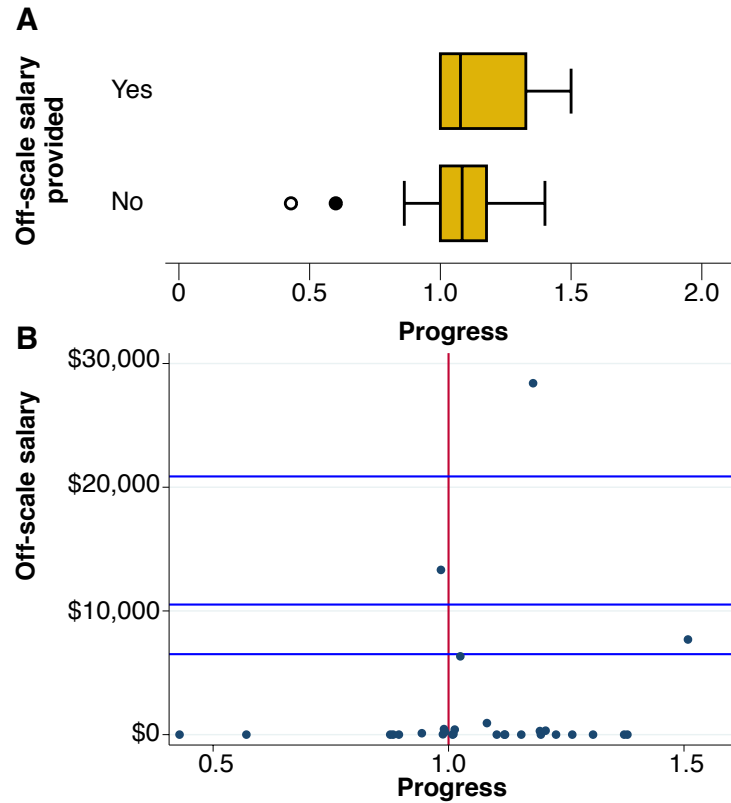 A
Off-scale salary
provided
Yes
No
0 0.5 1.0 1.5 2.0
Progress
B
Off-scale salary
$30,000
$20,000
$10,000
$0
0.5 1.0 1.5
Progress